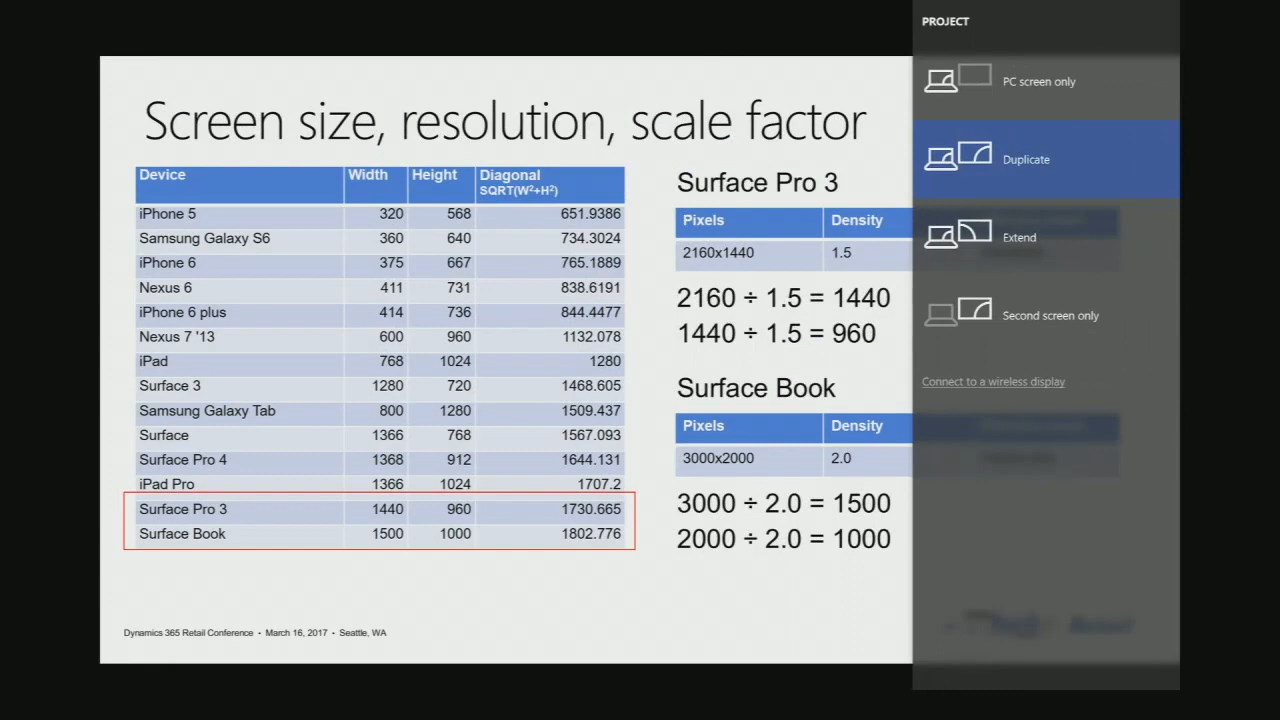 PROJECT
PC screen only
Duplicate
Extend
Second screen only
Connect to a wireless display
Screen size, resolution, scale factor
Device Width Height Diagonal SQRT(W²+H²)
iPhone 5 320 568 651.9386
Samsung Galaxy S6 360 640 734.3024
iPhone 6 375 667 765.1889
Nexus 6 411 731 838.6191
iPhone 6 plus 414 736 844.4477
Nexus 7 '13 600 960 1132.078
iPad 768 1024 1280
Surface 3 1280 720 1468.605
Samsung Galaxy Tab 800 1280 1509.437
Surface 1366 768 1567.093
Surface Pro 4 1368 912 1644.131
iPad Pro 1366 1024 1707.2
Surface Pro 3 1440 960 1730.665
Surface Book 1500 1000 1802.776
Surface Pro 3
Pixels Density
2160x1440 1.5
2160 ÷ 1.5 = 1440
1440 ÷ 1.5 = 960
Surface Book
Pixels Density
3000x2000 2.0
3000 ÷ 2.0 = 1500
2000 ÷ 2.0 = 1000
Dynamics 365 Retail Conference • March 16, 2017 • Seattle, WA